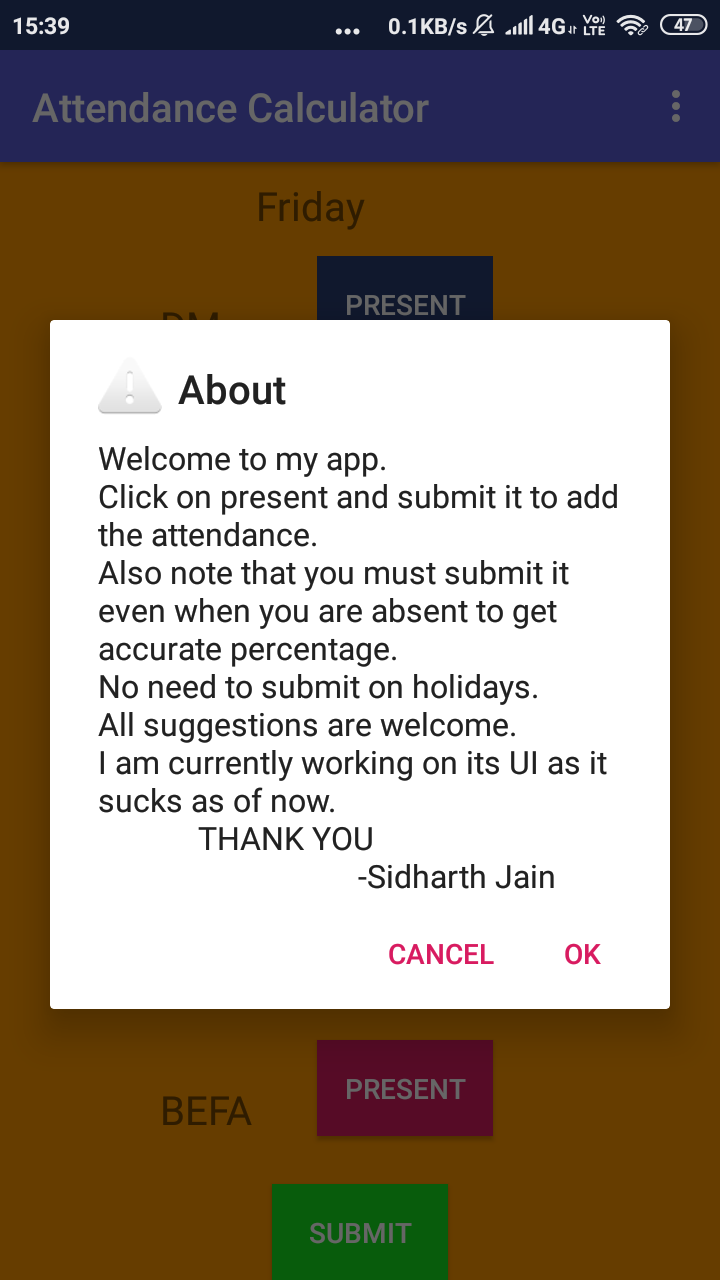 15:39 ... 0.1KB/s 4G VoLTE 47
Attendance Calculator
Friday
DM PRESENT
About
Welcome to my app.
Click on present and submit it to add
the attendance.
Also note that you must submit it
even when you are absent to get
accurate percentage.
No need to submit on holidays.
All suggestions are welcome.
I am currently working on its UI as it
sucks as of now.
THANK YOU
-Sidharth Jain
CANCEL OK
BEFA PRESENT
SUBMIT